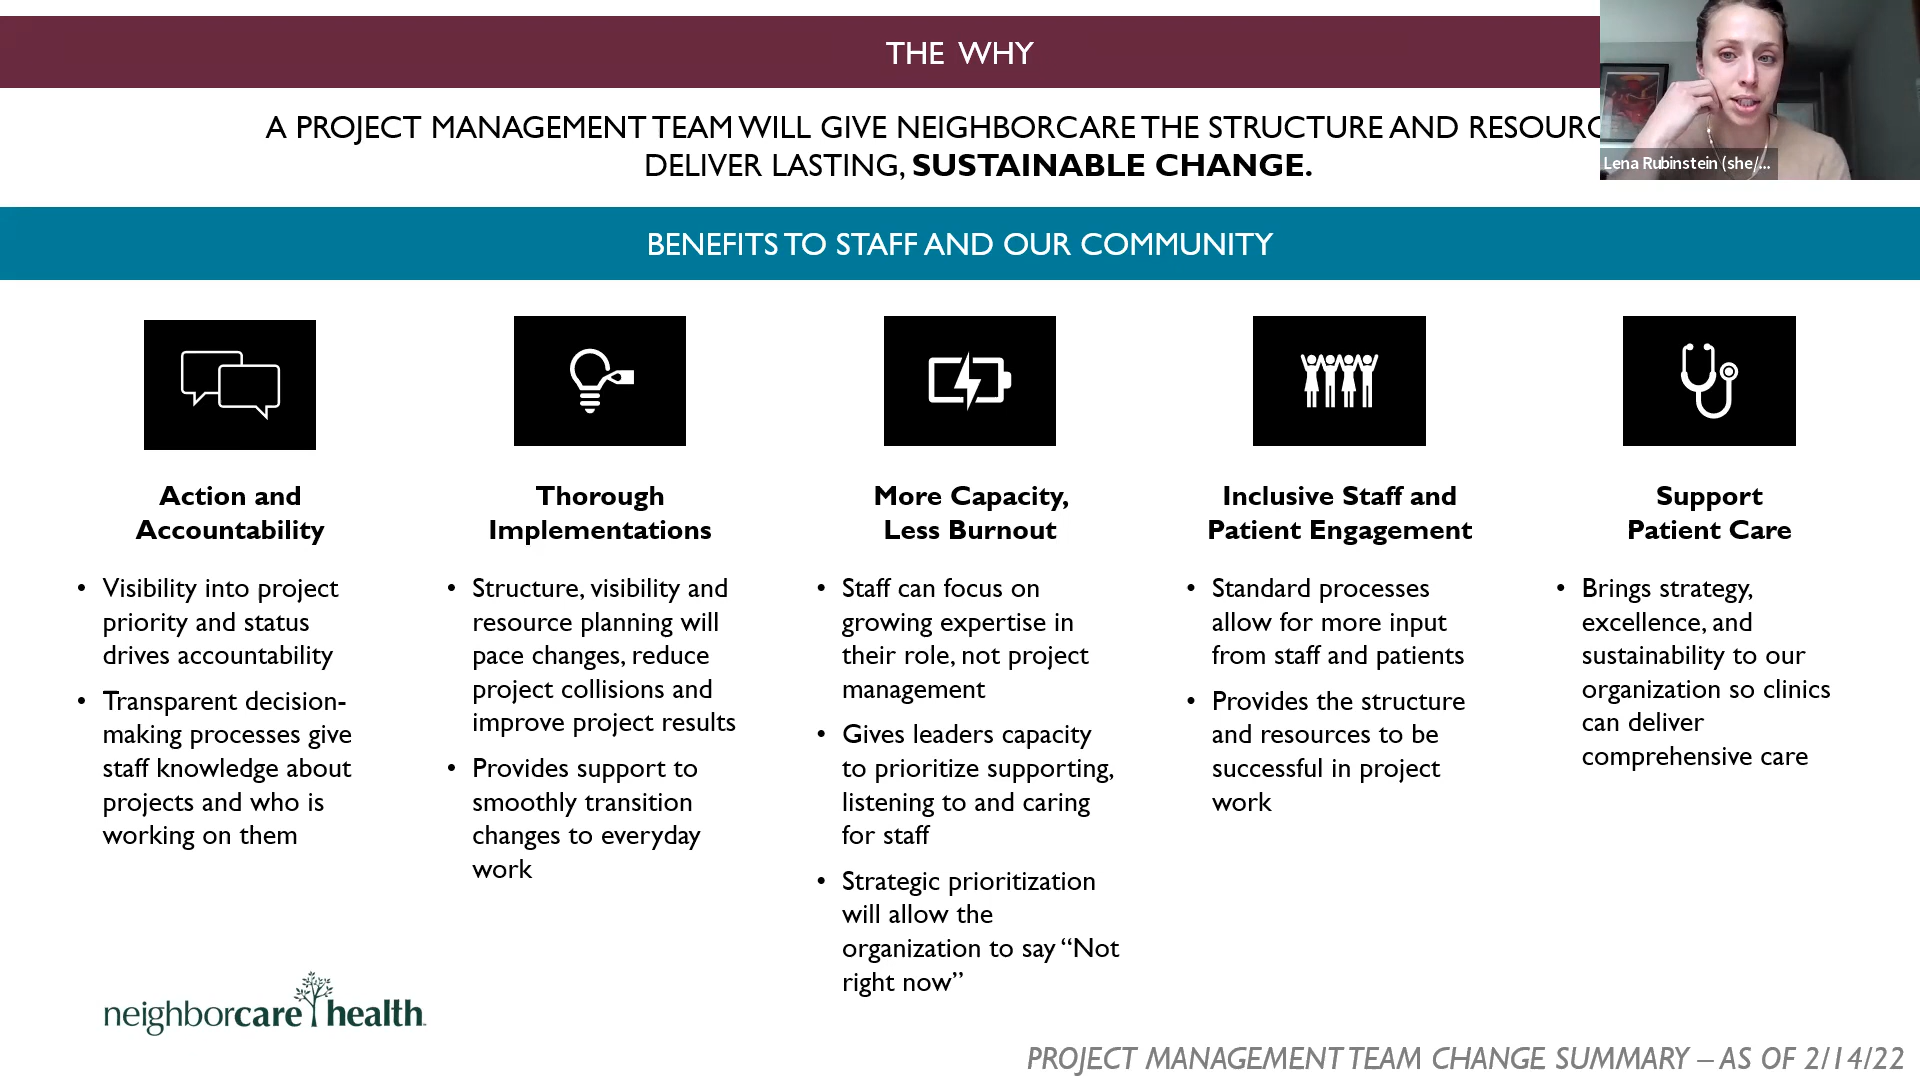 THE WHY
A PROJECT MANAGEMENT TEAM WILL GIVE NEIGHBORCARE THE STRUCTURE AND
DELIVER LASTING, SUSTAINABLE CHANGE.
Lena Rubinstein (she/...
BENEFITS TO STAFF AND OUR COMMUNITY
Action and
Accountability
• Visibility into project
priority and status
drives accountability
• Transparent decision-
making processes give
staff knowledge about
projects and who is
working on them
Thorough
Implementations
• Structure, visibility and
resource planning will
pace changes, reduce
project collisions and
improve project results
• Provides support to
smoothly transition
changes to everyday
work
More Capacity,
Less Burnout
• Staff can focus on
growing expertise in
their role, not project
management
• Gives leaders capacity
to prioritize supporting,
listening to and caring
for staff
• Strategic prioritization
will allow the
organization to say “Not
right now”
Inclusive Staff and
Patient Engagement
• Standard processes
allow for more input
from staff and patients
• Provides the structure
and resources to be
successful in project
work
Support
Patient Care
• Brings strategy,
excellence, and
sustainability to our
organization so clinics
can deliver
comprehensive care
neighborcare health
PROJECT MANAGEMENT TEAM CHANGE SUMMARY – AS OF 2/14/22